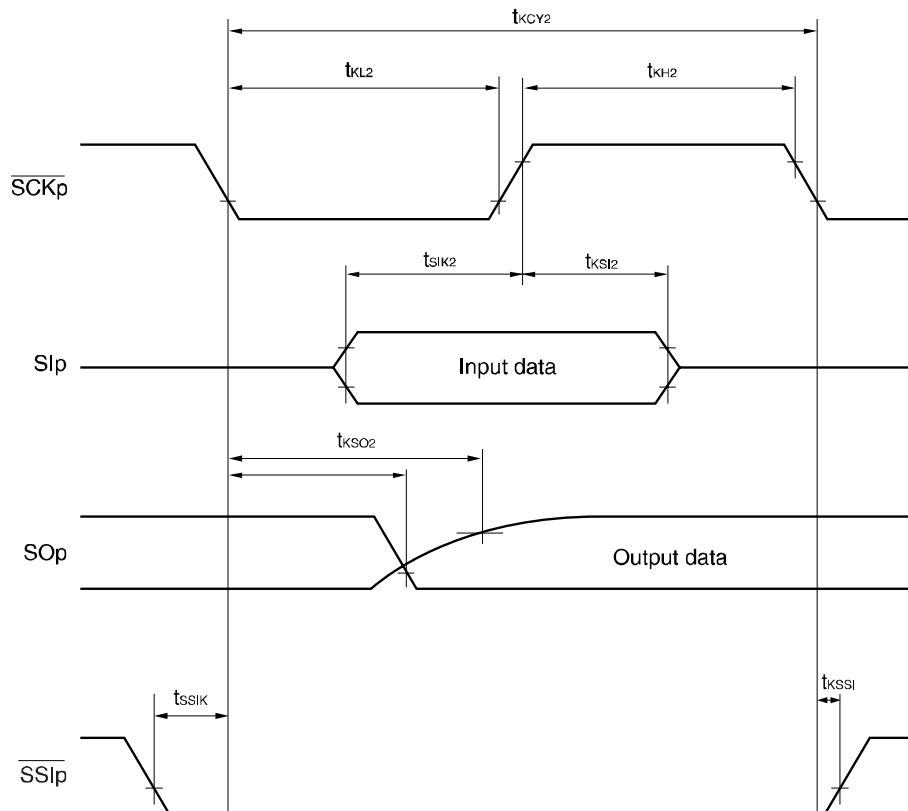 tKCY2
tKL2
tKH2
SCKp
tSIK2
tKSI2
SIp
Input data
tKSO2
SOp
Output data
tSSIK
tKSSI
SSIp